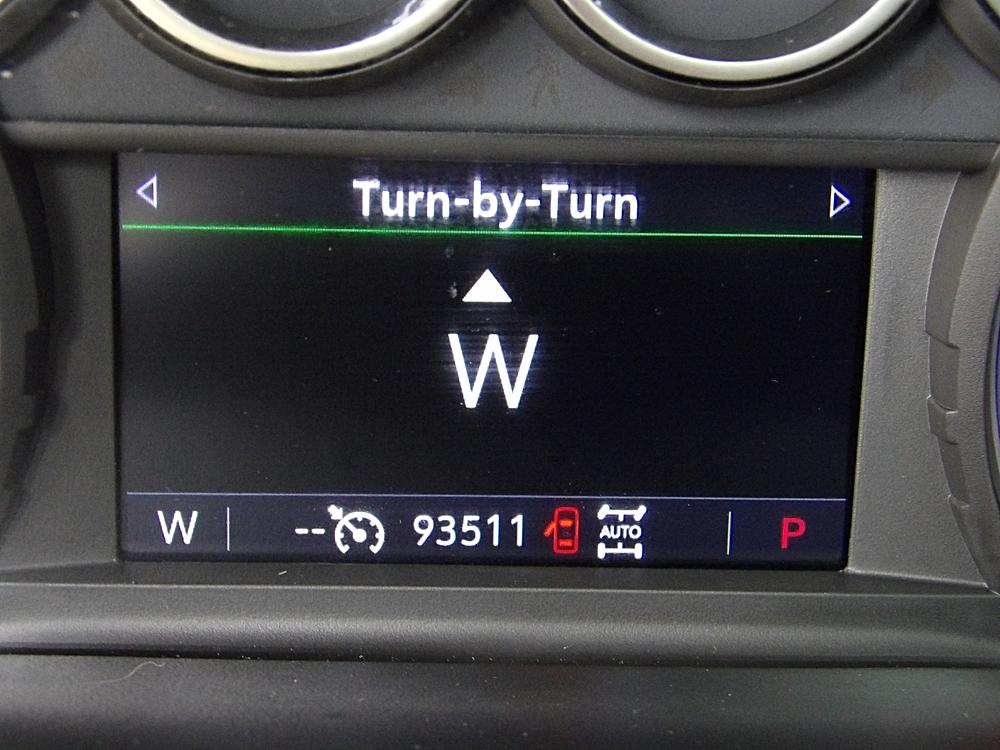 Turn-by-Turn
W
W -- 93511 AUTO P